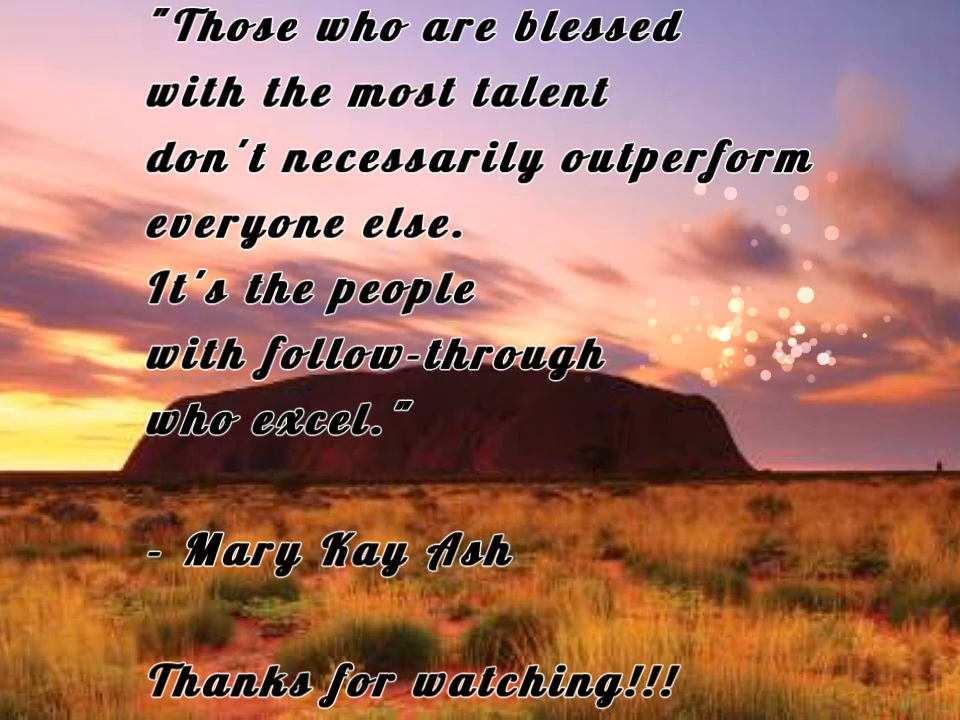 "Those who are blessed
with the most talent
don't necessarily outperform
everyone else.
It's the people
with follow-through
who excel."
- Mary Kay Ash
Thanks for watching!!!